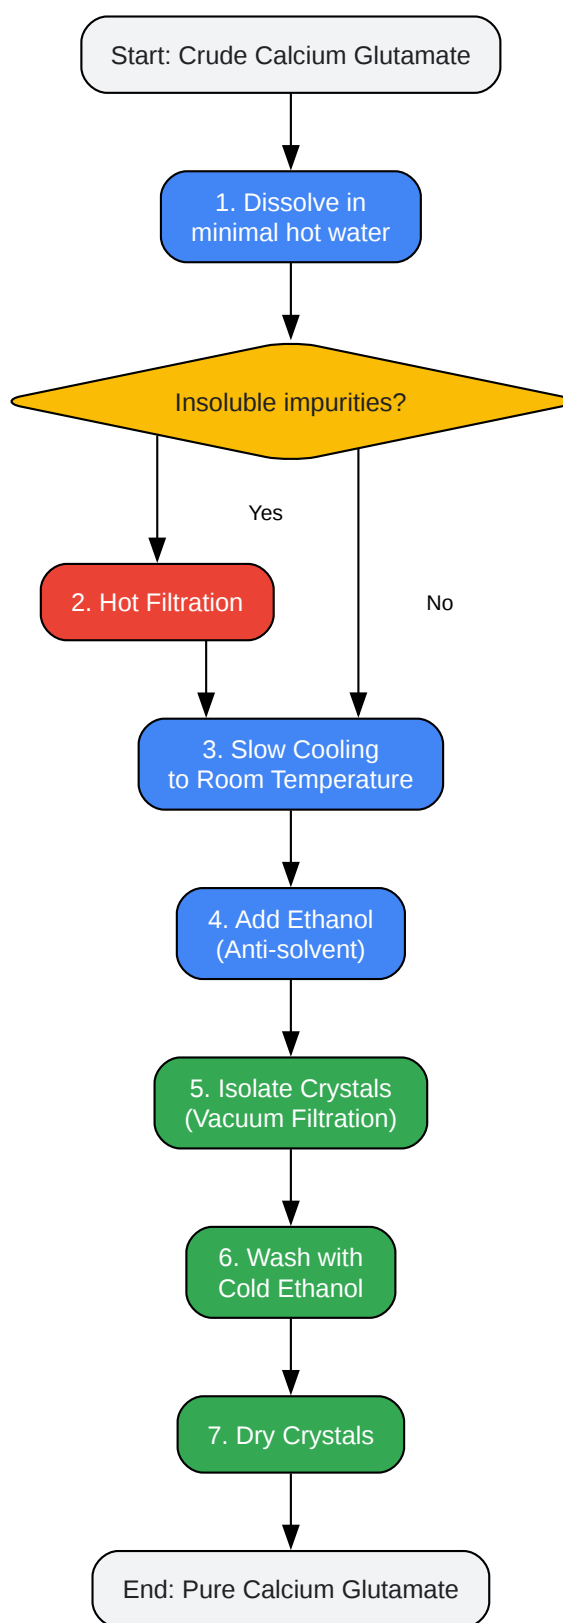 Start: Crude Calcium Glutamate
1. Dissolve in
minimal hot water
Insoluble impurities?
Yes
2. Hot Filtration
No
3. Slow Cooling
to Room Temperature
4. Add Ethanol
(Anti-solvent)
5. Isolate Crystals
(Vacuum Filtration)
6. Wash with
Cold Ethanol
7. Dry Crystals
End: Pure Calcium Glutamate